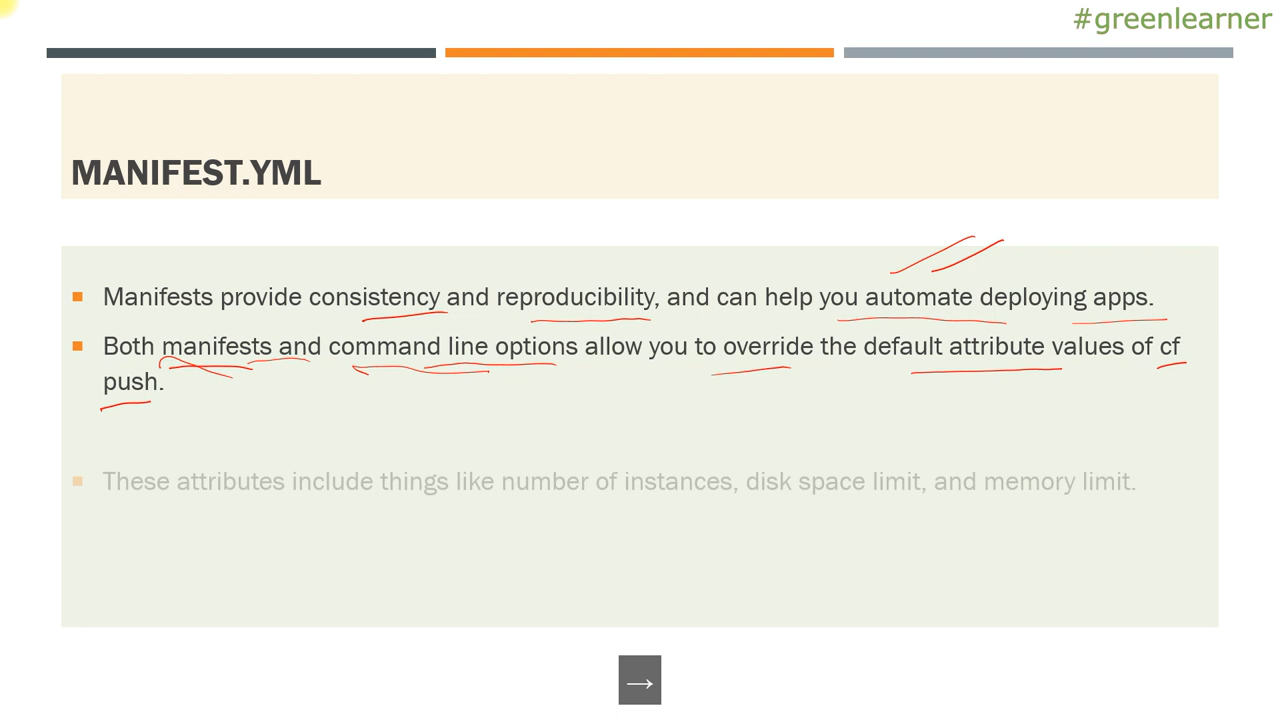 #greenlearner
MANIFEST.YML
Manifests provide consistency and reproducibility, and can help you automate deploying apps.
Both manifests and command line options allow you to override the default attribute values of cf
push.
These attributes include things like number of instances, disk space limit, and memory limit.
→